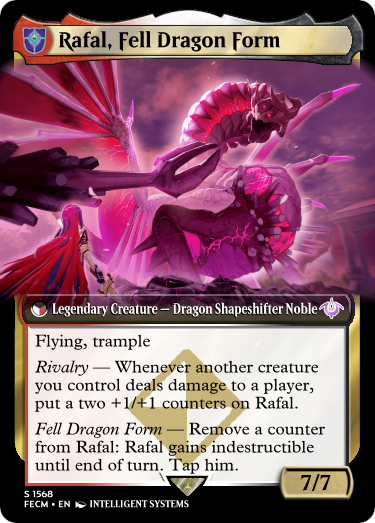 Rafal, Fell Dragon Form
Legendary Creature — Dragon Shapeshifter Noble
Flying, trample
Rivalry — Whenever another creature
you control deals damage to a player,
put a two +1/+1 counters on Rafal.
Fell Dragon Form — Remove a counter
from Rafal: Rafal gains indestructible
until end of turn. Tap him.
7/7
S 1568
FECM • EN INTELLIGENT SYSTEMS